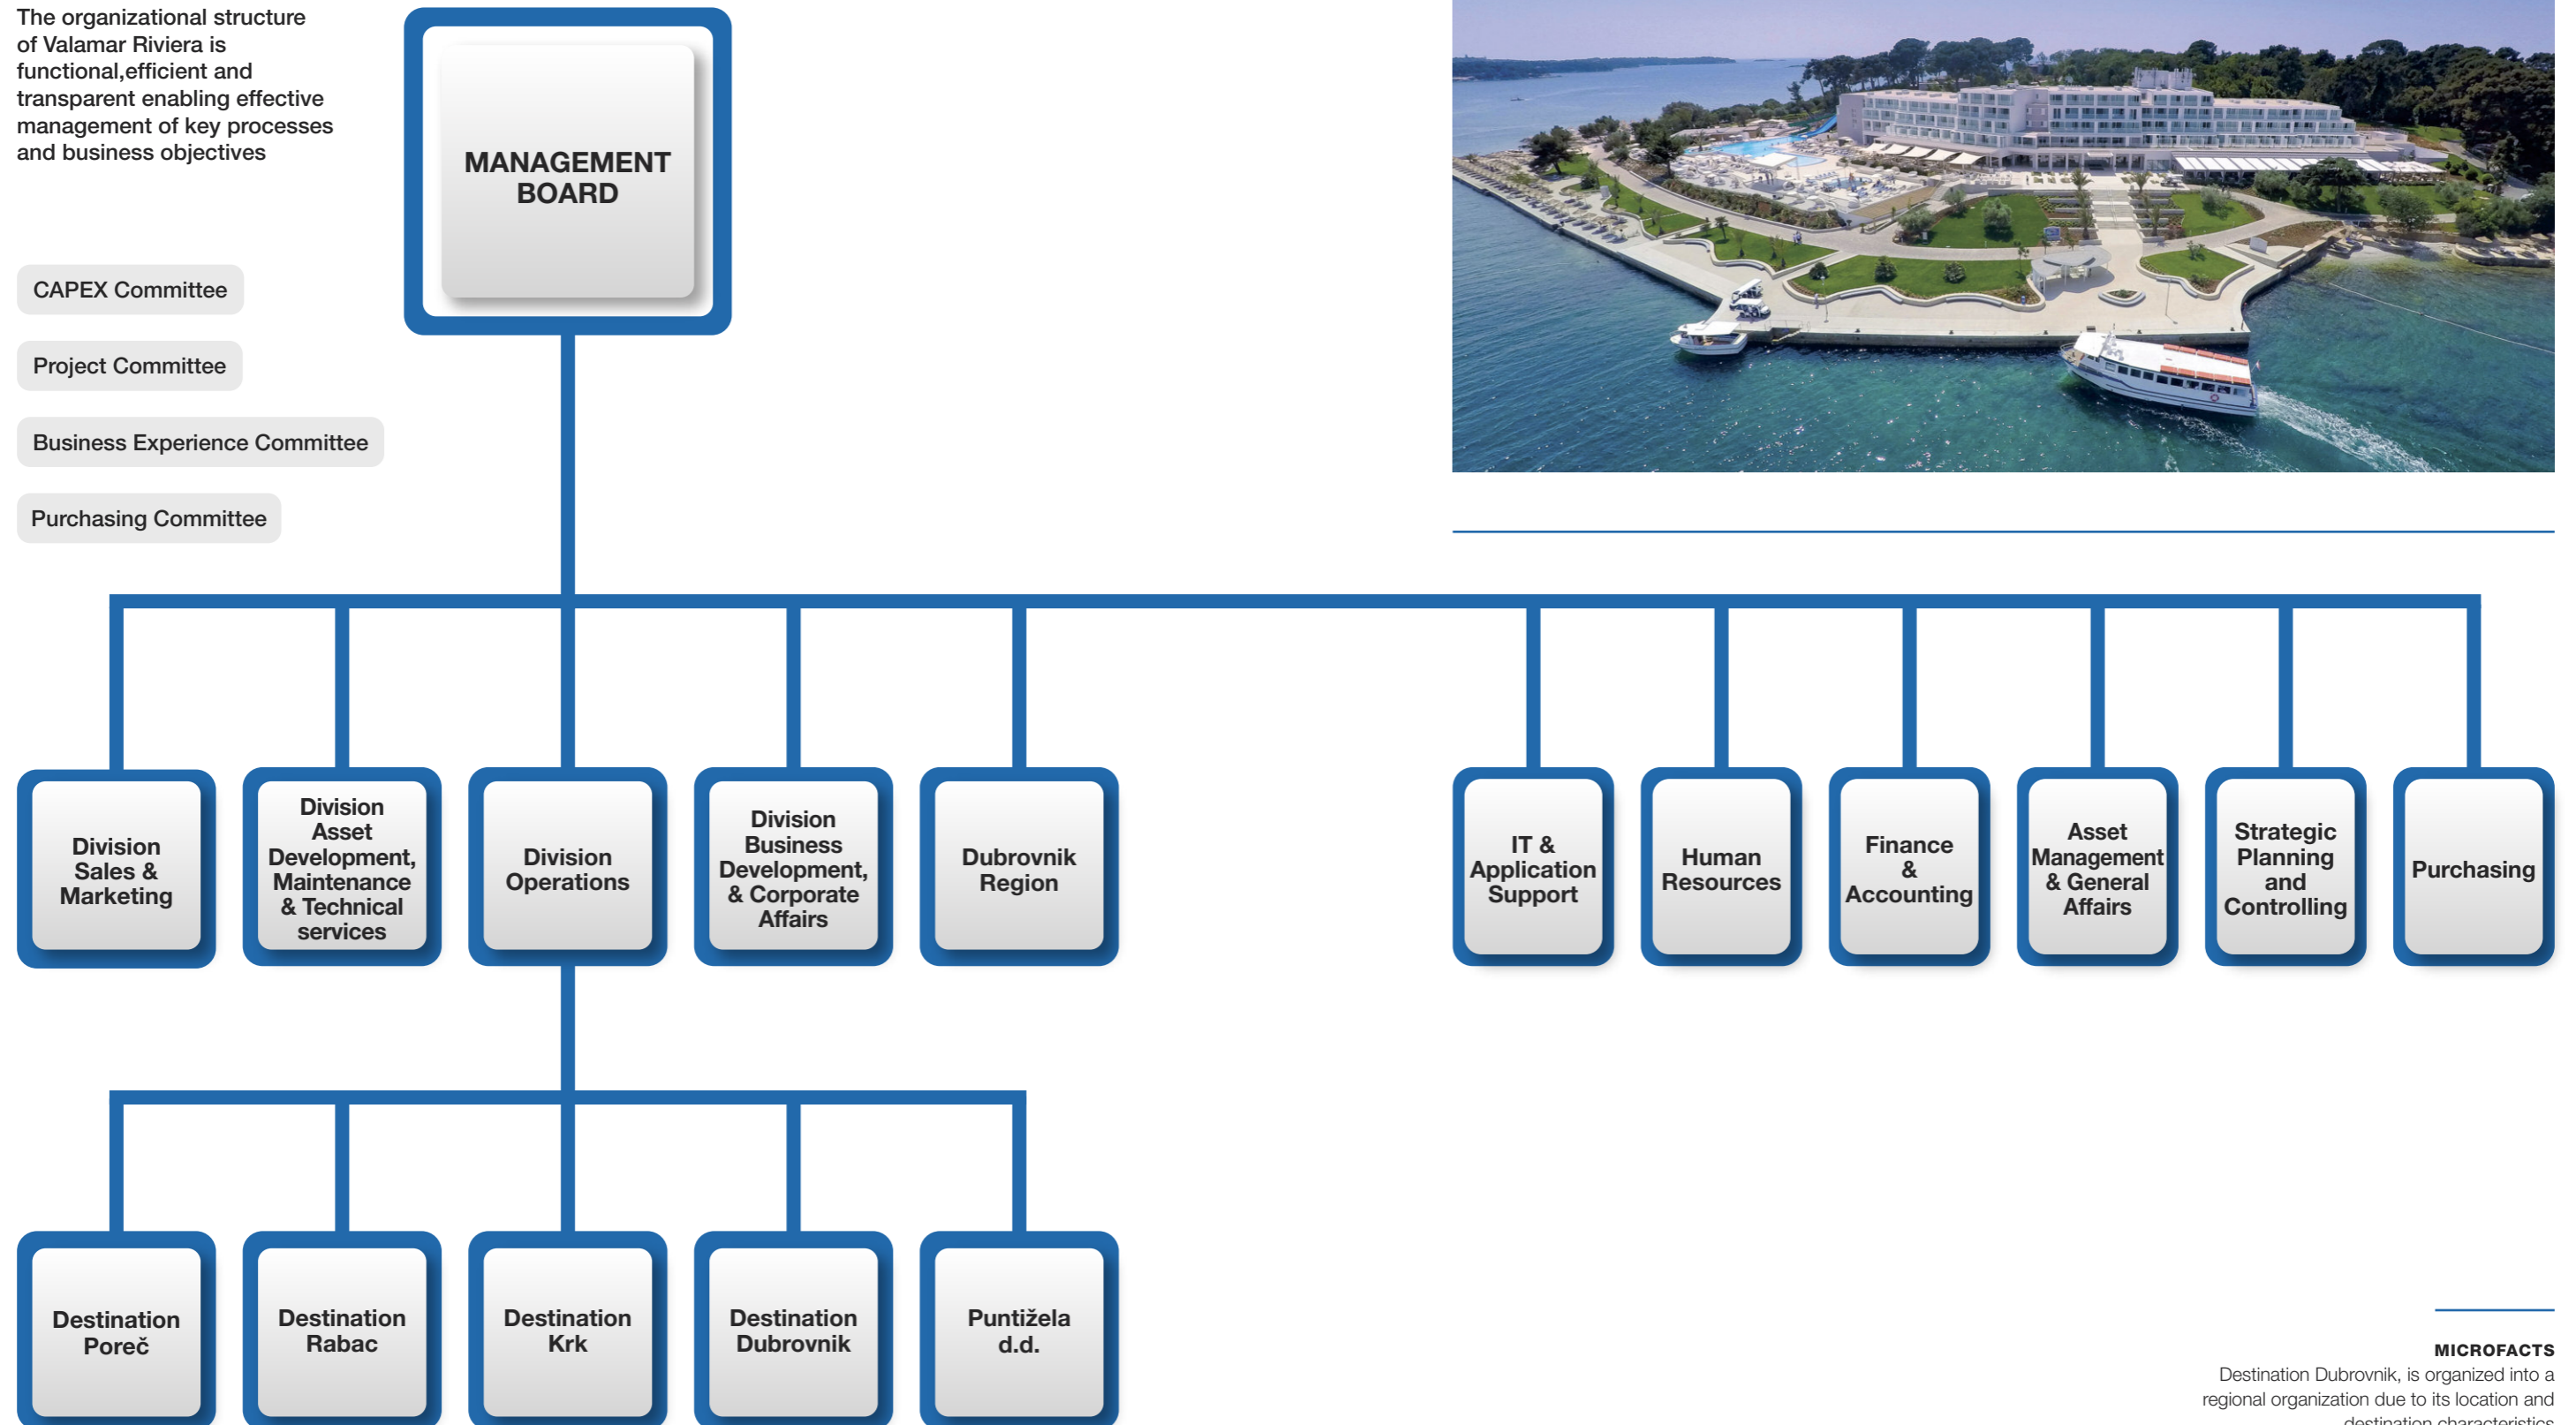 The organizational structure
of Valamar Riviera is
functional,efficient and
transparent enabling effective
management of key processes
and business objectives
MANAGEMENT
BOARD
CAPEX Committee
Project Committee
Business Experience Committee
Purchasing Committee
Division
Sales &
Marketing
Division
Asset
Development,
Maintenance
& Technical
services
Division
Operations
Division
Business
Development,
& Corporate
Affairs
Dubrovnik
Region
IT &
Application
Support
Human
Resources
Finance
&
Accounting
Asset
Management
& General
Affairs
Strategic
Planning
and
Controlling
Purchasing
Destination
Poreč
Destination
Rabac
Destination
Krk
Destination
Dubrovnik
Puntižela
d.d.
MICROFACTS
Destination Dubrovnik, is organized into a
regional organization due to its location and
destination characteristics